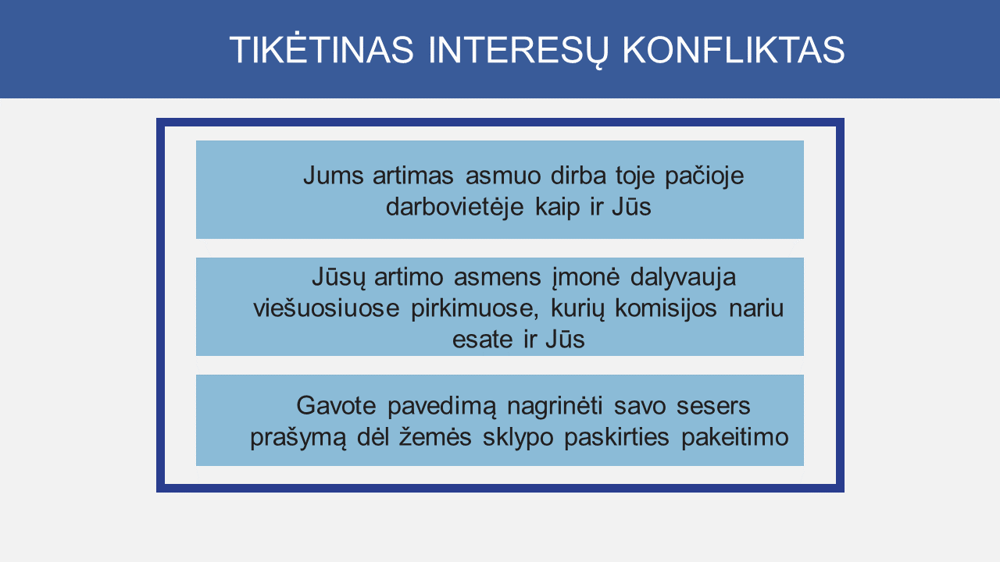 TIKĖTINAS INTERESŲ KONFLIKTAS
Jums artimas asmuo dirba toje pačioje
darbovietėje kaip ir Jūs
Jūsų artimo asmens įmonė dalyvauja
viešuosiuose pirkimuose, kurių komisijos nariu
esate ir Jūs
Gavote pavedimą nagrinėti savo sesers
prašymą dėl žemės sklypo paskirties pakeitimo